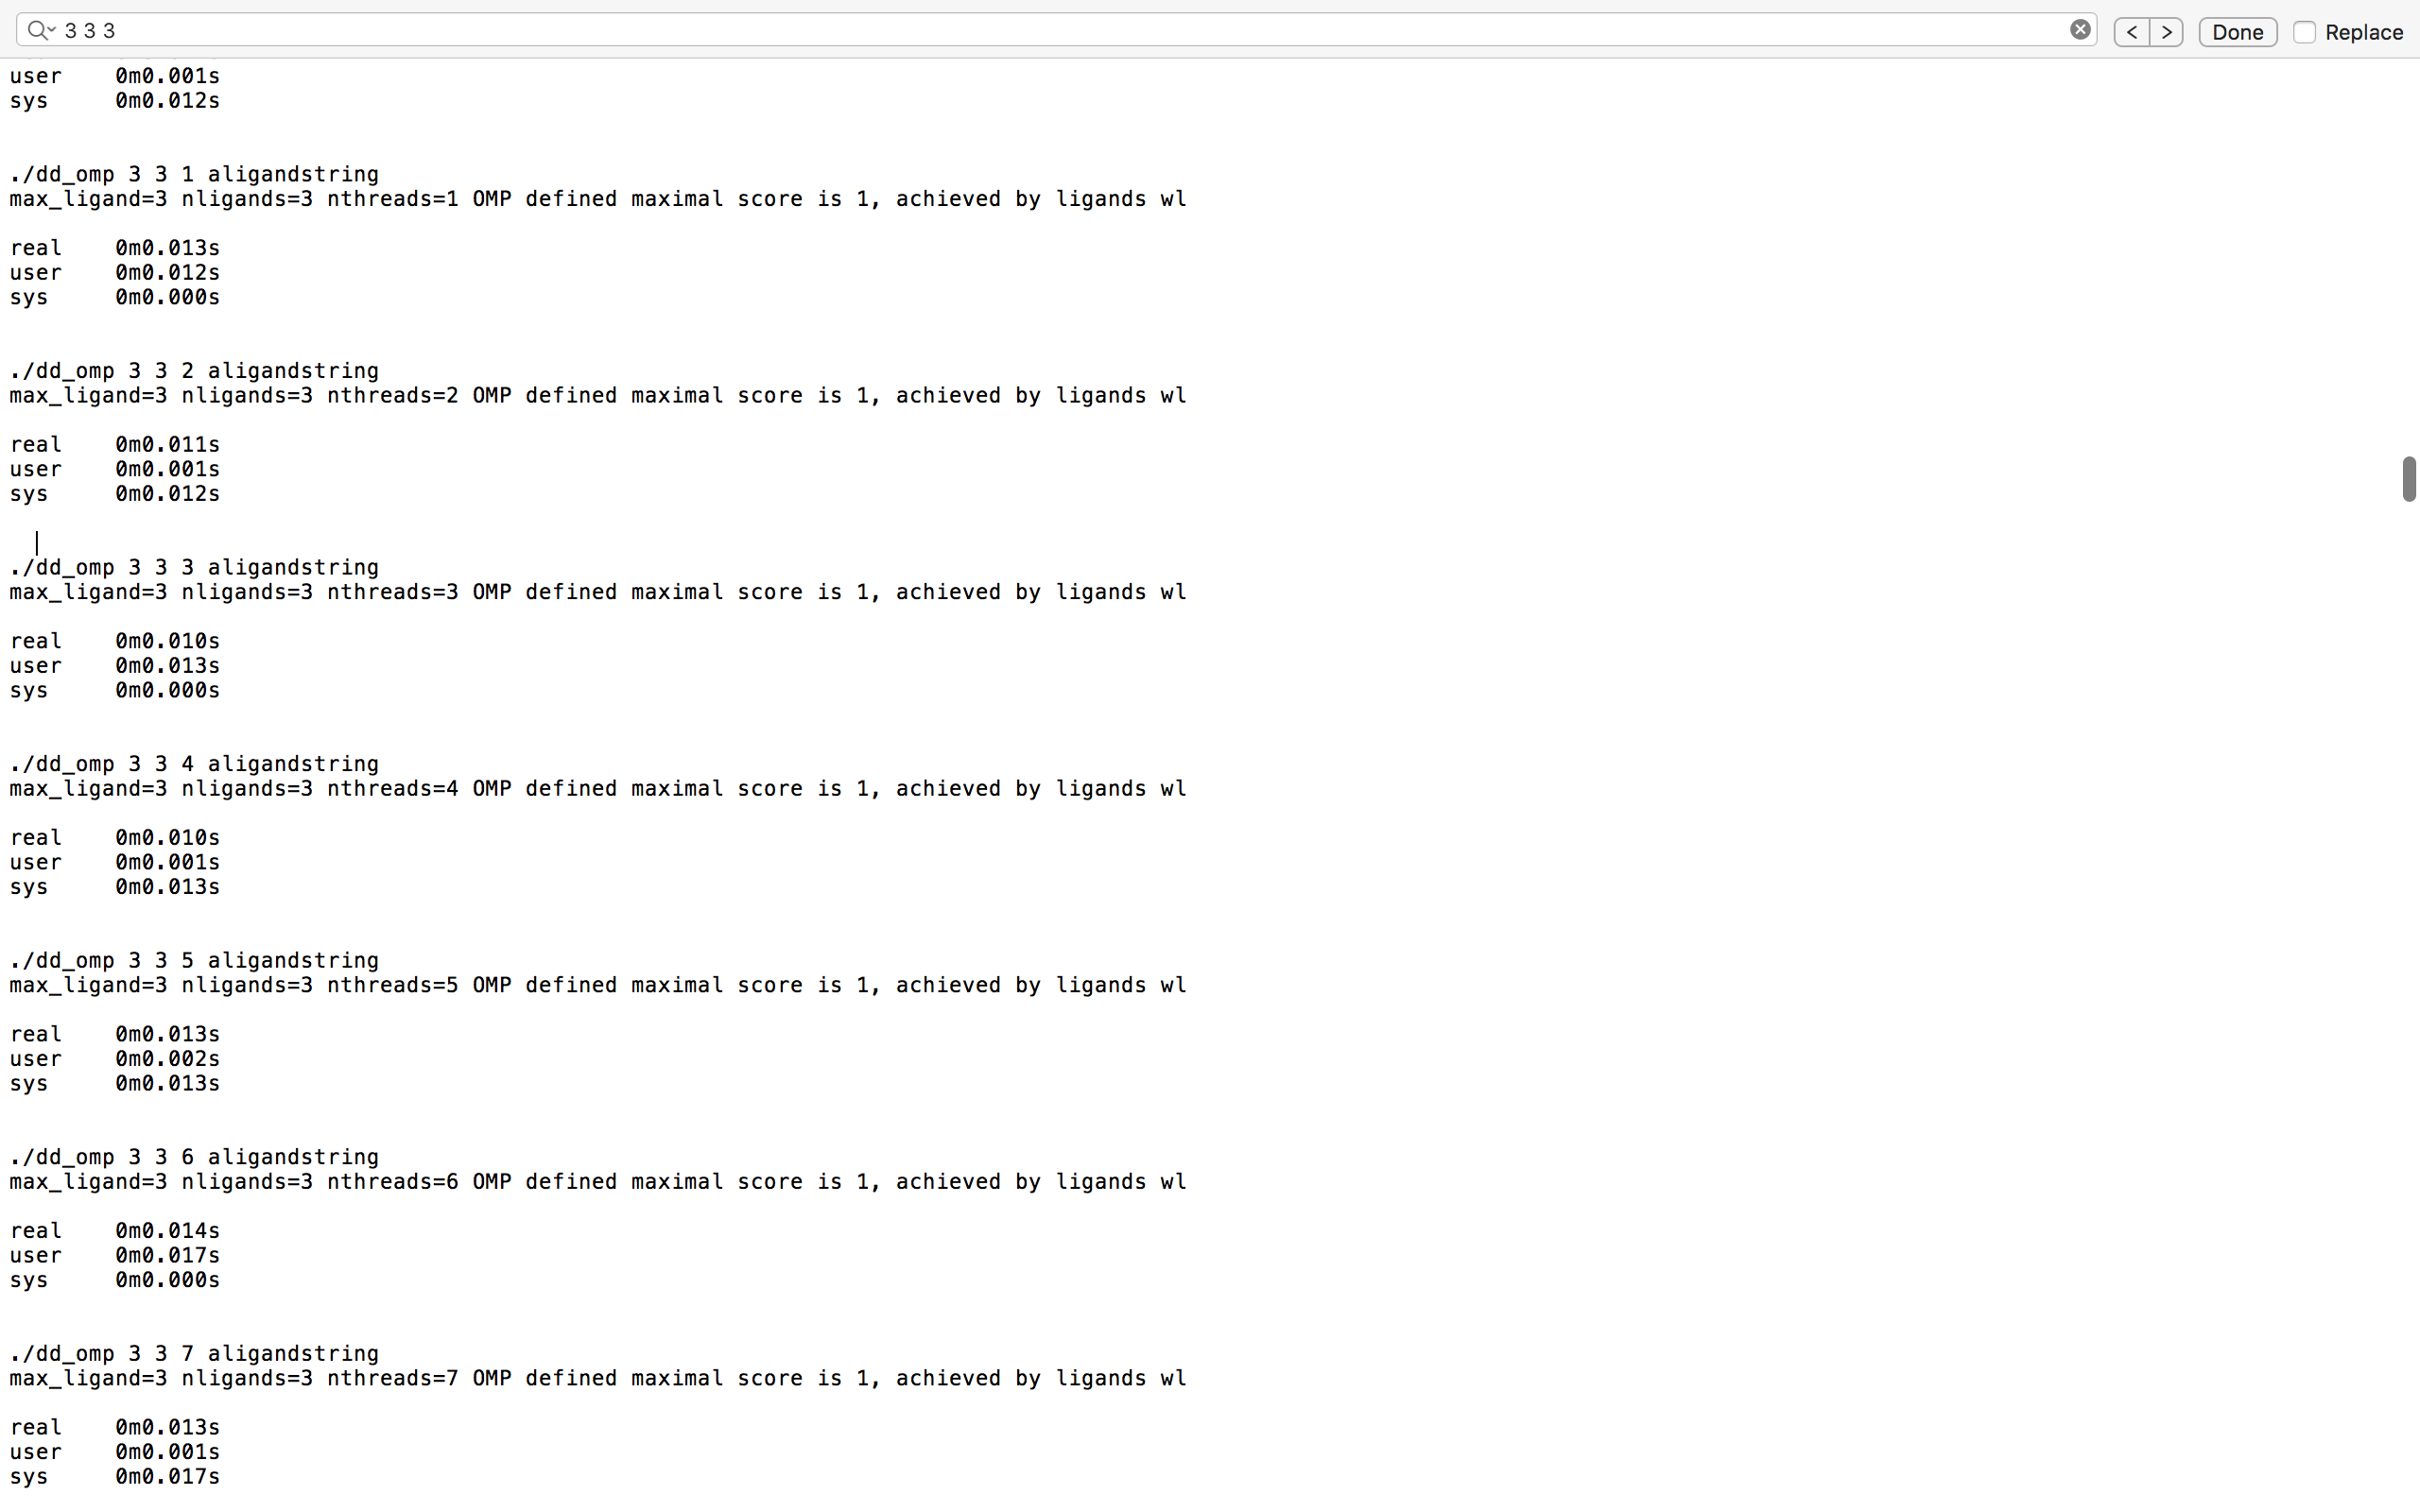 3 3 3
< > Done Replace
user 0m0.001s
sys 0m0.012s
./dd_omp 3 3 1 aligandstring
max_ligand=3 nligands=3 nthreads=1 OMP defined maximal score is 1, achieved by ligands wl
real 0m0.013s
user 0m0.012s
sys 0m0.000s
./dd_omp 3 3 2 aligandstring
max_ligand=3 nligands=3 nthreads=2 OMP defined maximal score is 1, achieved by ligands wl
real 0m0.011s
user 0m0.001s
sys 0m0.012s
./dd_omp 3 3 3 aligandstring
max_ligand=3 nligands=3 nthreads=3 OMP defined maximal score is 1, achieved by ligands wl
real 0m0.010s
user 0m0.013s
sys 0m0.000s
./dd_omp 3 3 4 aligandstring
max_ligand=3 nligands=3 nthreads=4 OMP defined maximal score is 1, achieved by ligands wl
real 0m0.010s
user 0m0.001s
sys 0m0.013s
./dd_omp 3 3 5 aligandstring
max_ligand=3 nligands=3 nthreads=5 OMP defined maximal score is 1, achieved by ligands wl
real 0m0.013s
user 0m0.002s
sys 0m0.013s
./dd_omp 3 3 6 aligandstring
max_ligand=3 nligands=3 nthreads=6 OMP defined maximal score is 1, achieved by ligands wl
real 0m0.014s
user 0m0.017s
sys 0m0.000s
./dd_omp 3 3 7 aligandstring
max_ligand=3 nligands=3 nthreads=7 OMP defined maximal score is 1, achieved by ligands wl
real 0m0.013s
user 0m0.001s
sys 0m0.017s